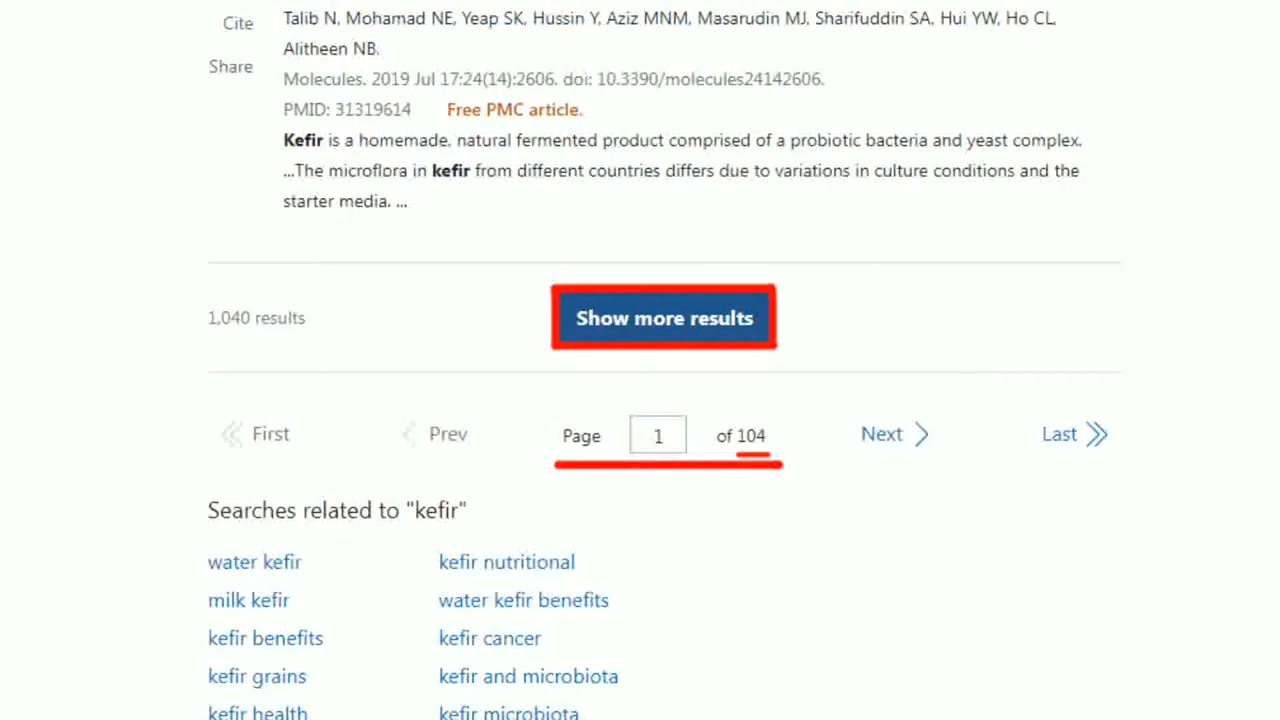 Cite
Talib N, Mohamad NE, Yeap SK, Hussin Y, Aziz MNM, Masarudin MJ, Sharifuddin SA, Hui YW, Ho CL,
Alitheen NB.
Share
Molecules. 2019 Jul 17;24(14):2606. doi: 10.3390/molecules24142606.
PMID: 31319614 Free PMC article.
Kefir is a homemade, natural fermented product comprised of a probiotic bacteria and yeast complex.
...The microflora in kefir from different countries differs due to variations in culture conditions and the
starter media. ...
1,040 results
Show more results
First Prev Page 1 of 104 Next Last
Searches related to "kefir"
water kefir kefir nutritional
milk kefir water kefir benefits
kefir benefits kefir cancer
kefir grains kefir and microbiota
kefir health kefir microbiota